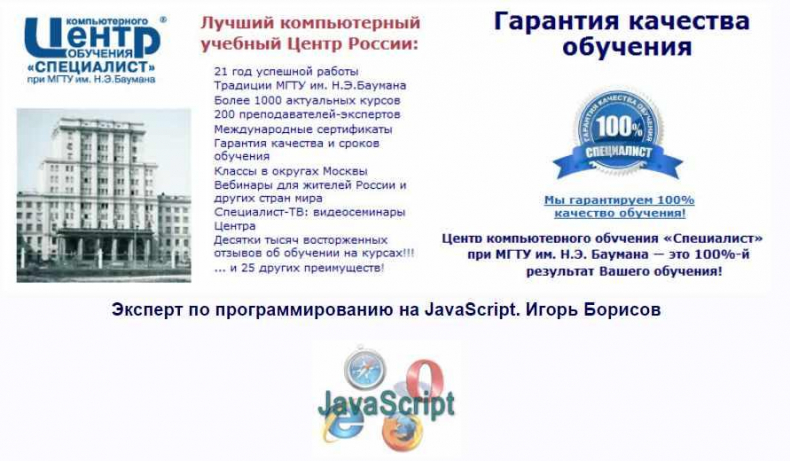 компьютерного
Центр®
ОБУЧЕНИЯ
«СПЕЦИАЛИСТ»
при МГТУ им. Н.Э.Баумана
Лучший компьютерный
учебный Центр России:
21 год успешной работы
Традиции МГТУ им. Н.Э.Баумана
Более 1000 актуальных курсов
200 преподавателей-экспертов
Международные сертификаты
Гарантия качества и сроков
обучения
Классы в округах Москвы
Вебинары для жителей России и
других стран мира
Специалист-ТВ: видеосеминары
Центра
Десятки тысяч восторженных
отзывов об обучении на курсах!!!
... и 25 других преимуществ!
Гарантия качества
обучения
ГАРАНТИЯ КАЧЕСТВА ОБУЧЕНИЯ
100%
СПЕЦИАЛИСТ
Мы гарантируем 100%
качество обучения!
Центр компьютерного обучения «Специалист»
при МГТУ им. Н.Э. Баумана — это 100%-й
результат Вашего обучения!
Эксперт по программированию на JavaScript. Игорь Борисов
JavaScript